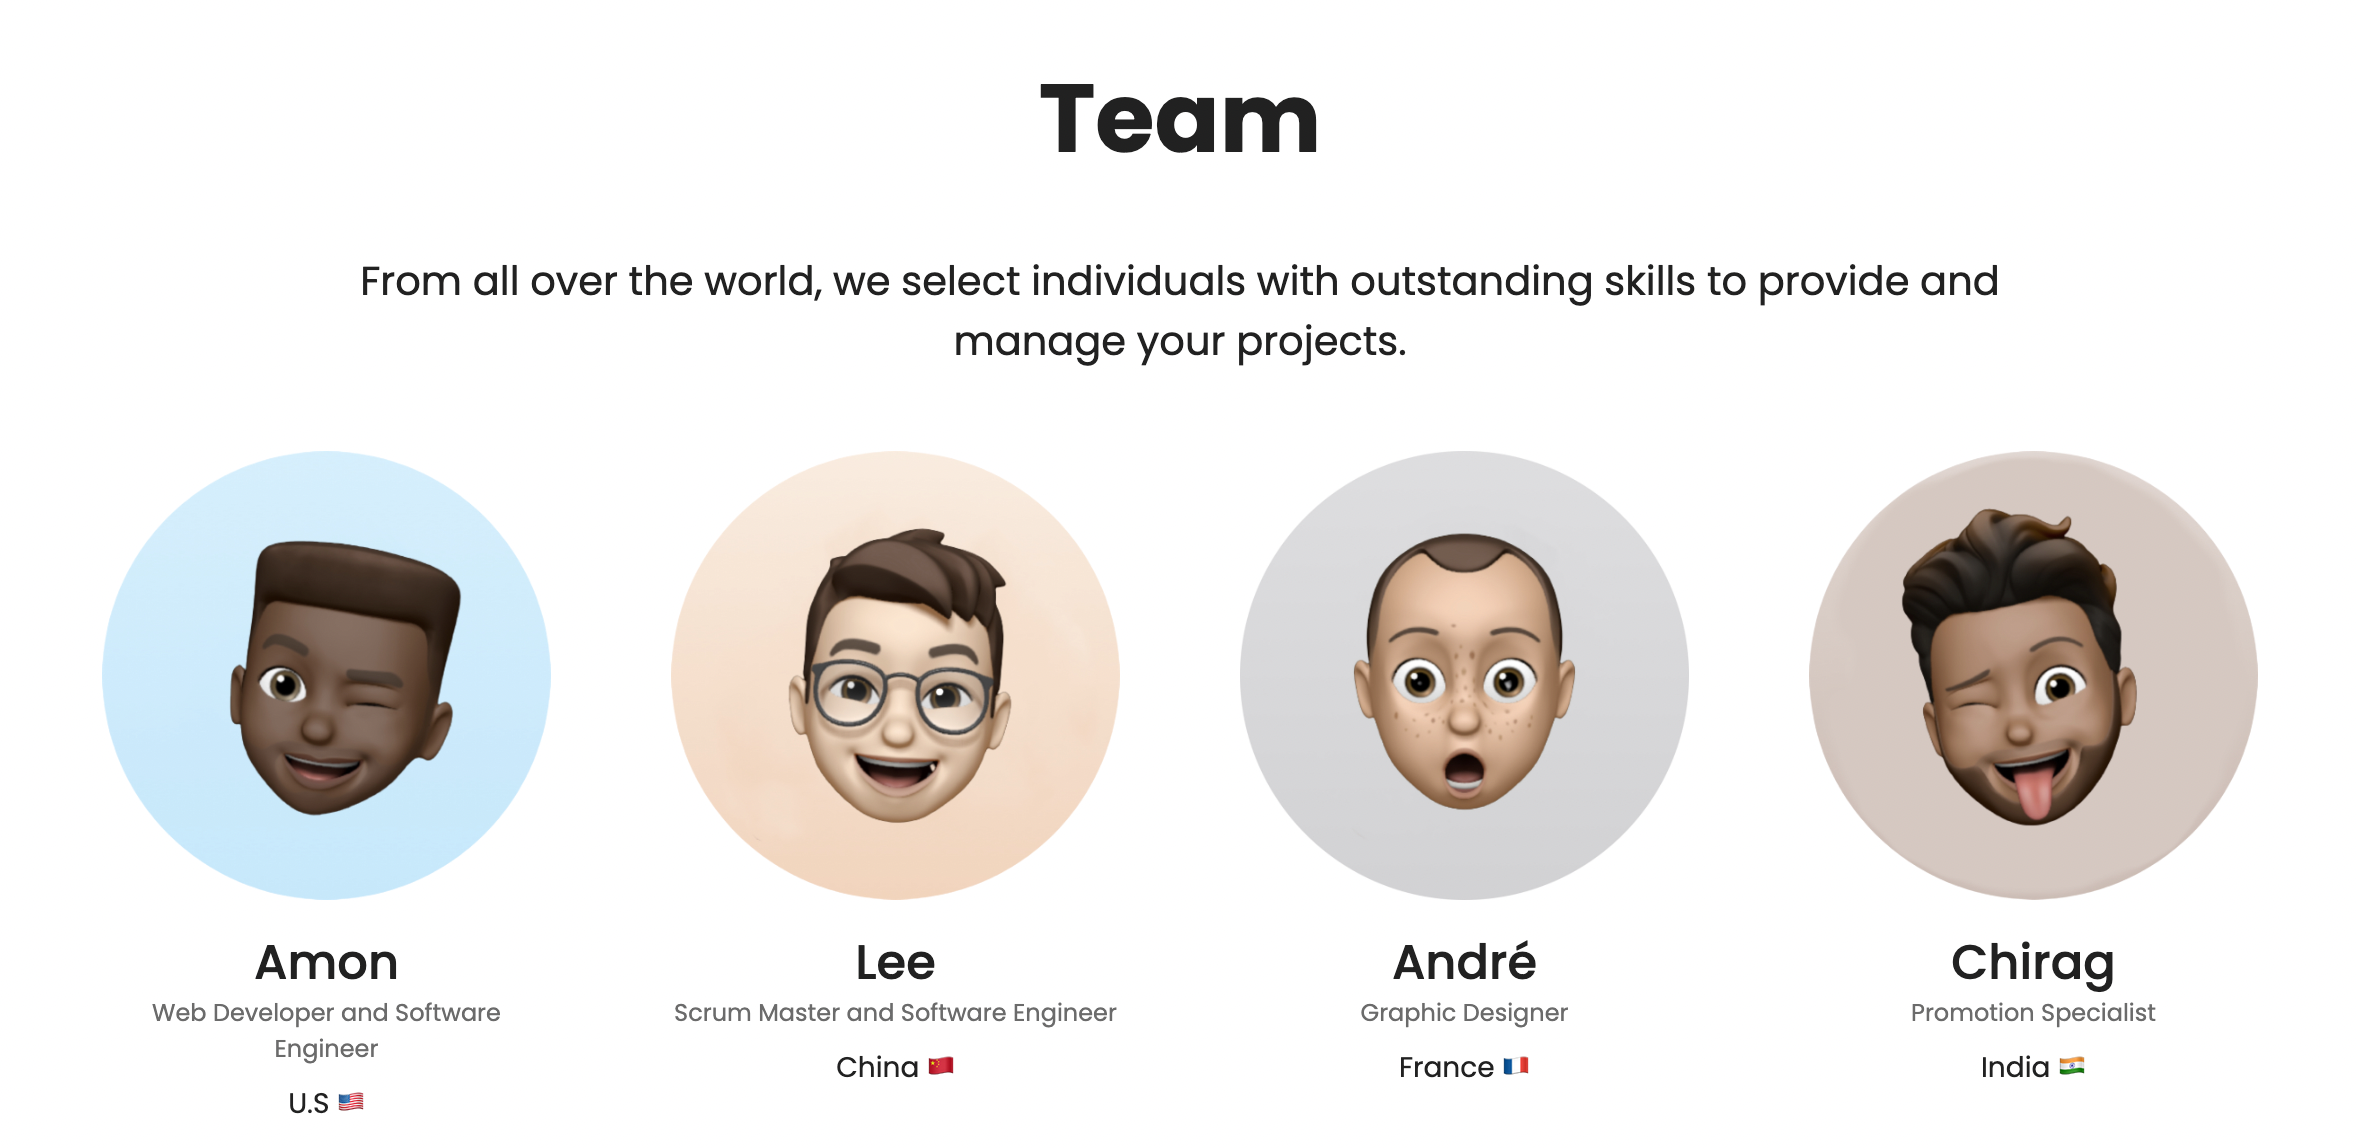 Team
From all over the world, we select individuals with outstanding skills to provide and
manage your projects.
Amon
Web Developer and Software
Engineer
U.S 🇺🇸
Lee
Scrum Master and Software Engineer
China 🇨🇳
André
Graphic Designer
France 🇫🇷
Chirag
Promotion Specialist
India 🇮🇳